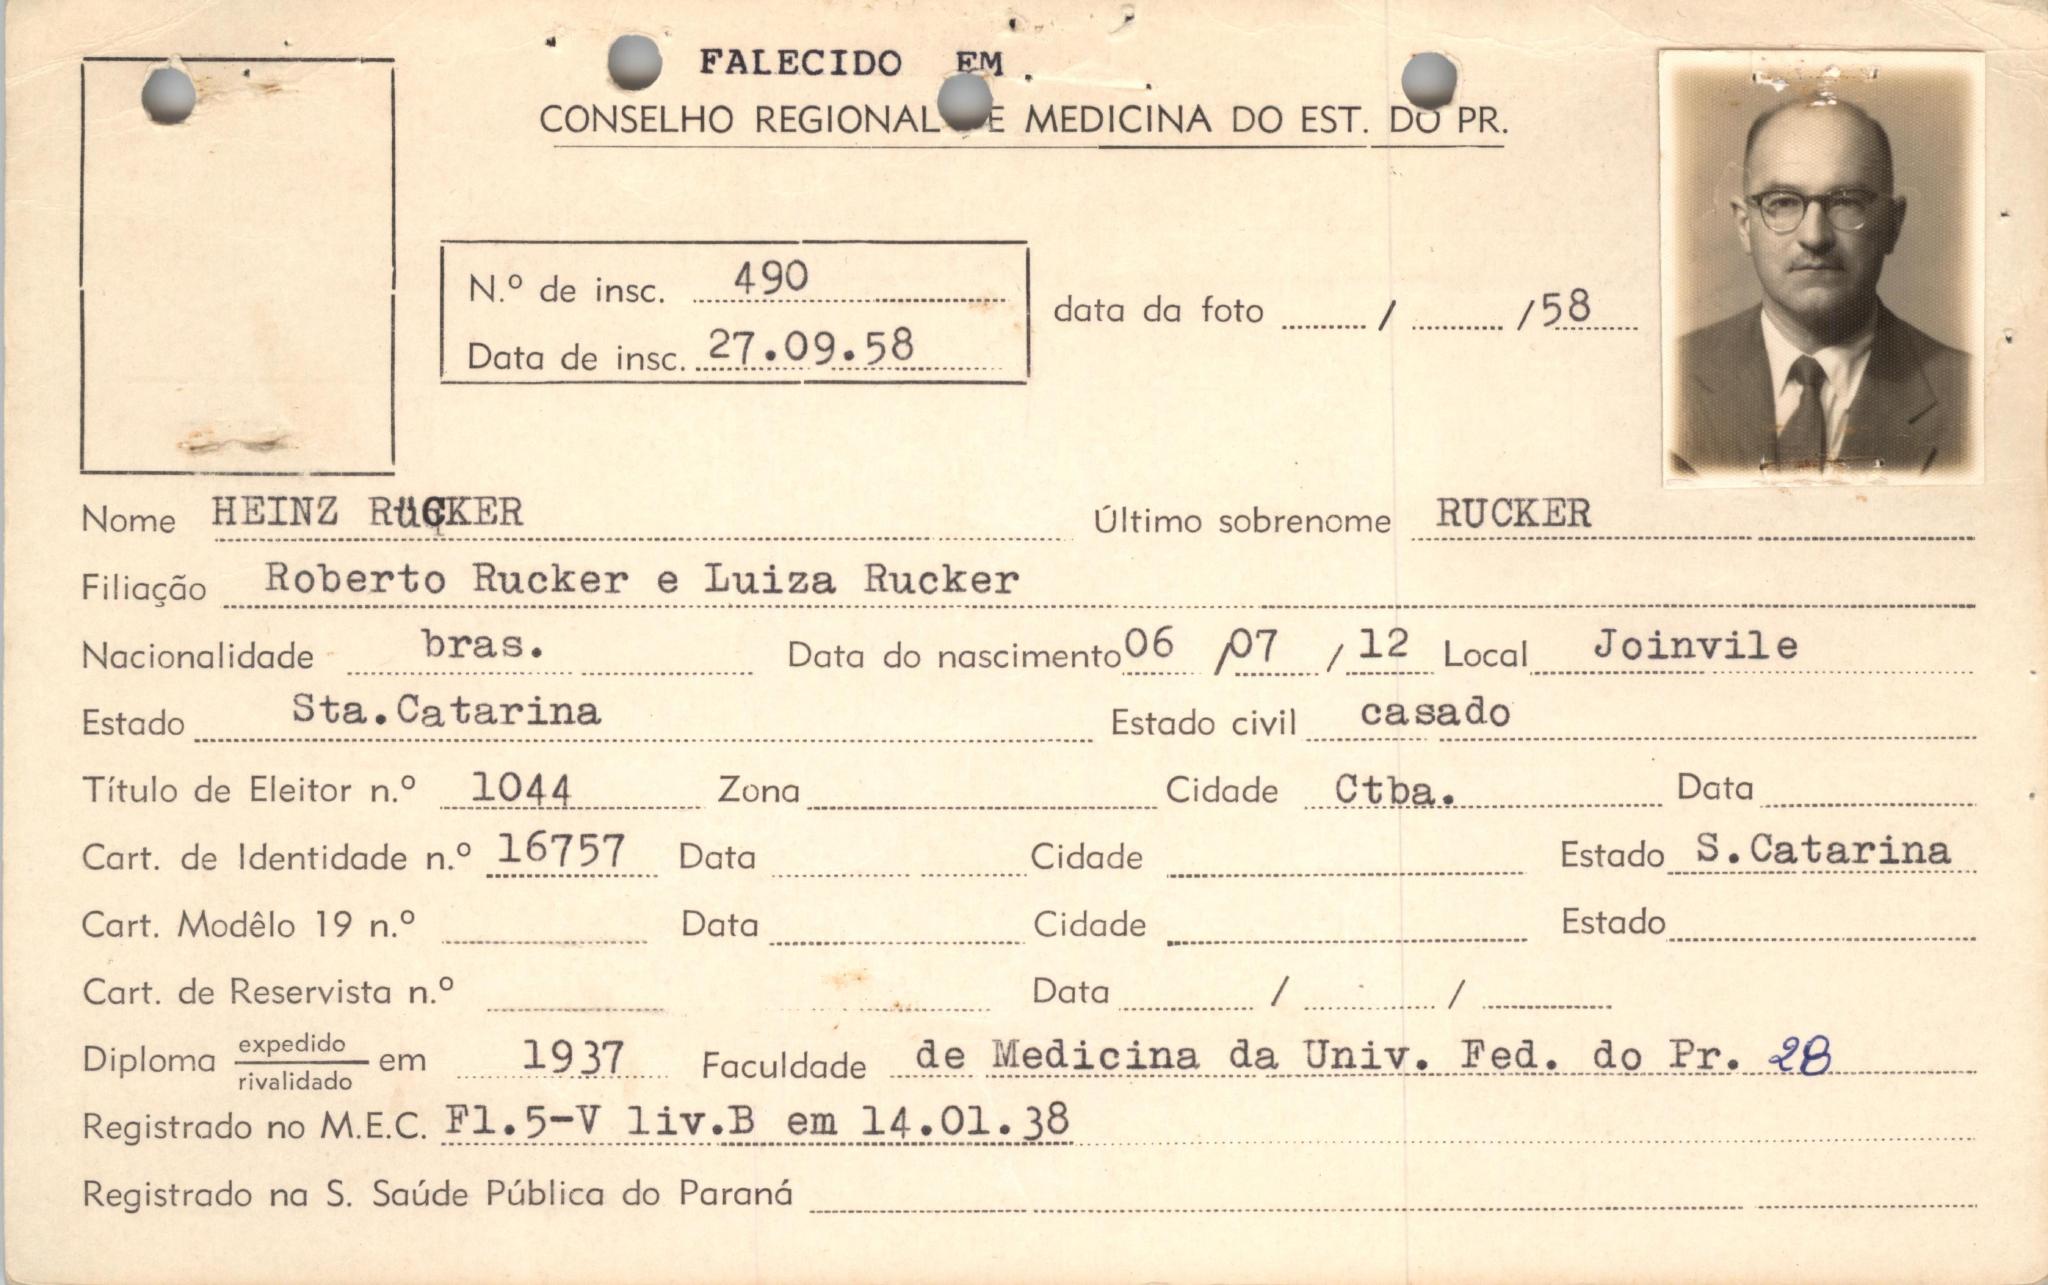 FALECIDO EM
CONSELHO REGIONAL DE MEDICINA DO EST. DO PR.
N.º de insc. 490
Data de insc. 27.09.58
data da foto / /58
Nome HEINZ RüCKER Último sobrenome RUCKER
Filiação Roberto Rucker e Luiza Rucker
Nacionalidade bras. Data do nascimento 06 /07 / 12 Local Joinvile
Estado Sta.Catarina Estado civil casado
Título de Eleitor n.º 1044 Zona Cidade Ctba. Data
Cart. de Identidade n.º 16757 Data Cidade Estado S.Catarina
Cart. Modêlo 19 n.º Data Cidade Estado
Cart. de Reservista n.º Data / /
Diploma expedido/rivalidado em 1937 Faculdade de Medicina da Univ. Fed. do Pr. 28
Registrado no M.E.C. Fl.5-V liv.B em 14.01.38
Registrado na S. Saúde Pública do Paraná